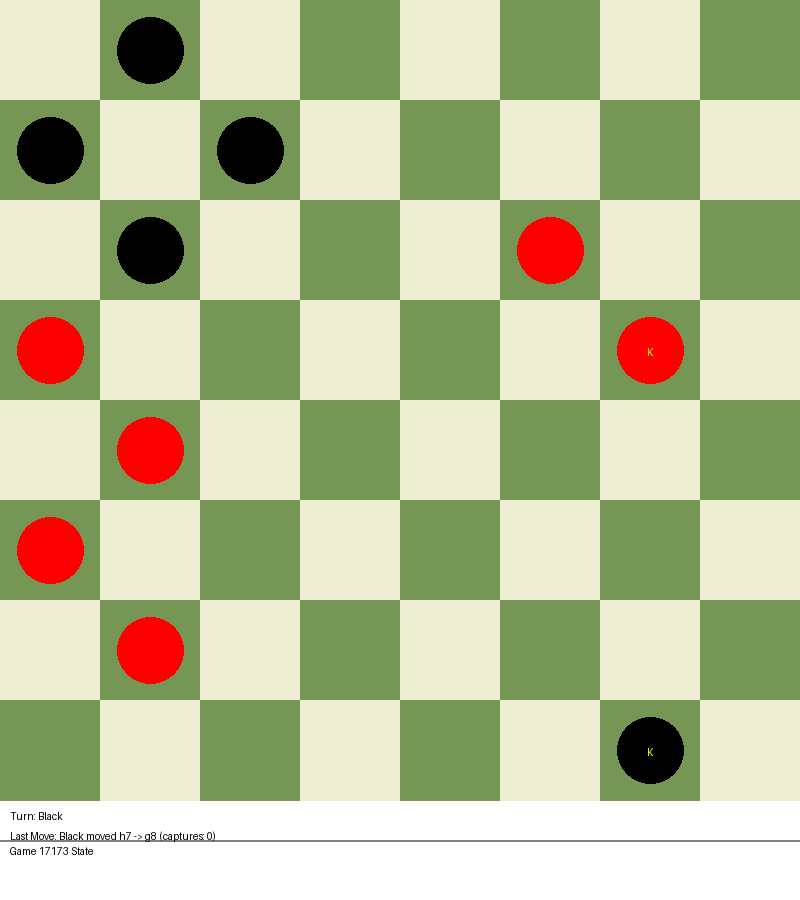 K
K
Turn: Black
Last Move: Black moved h7 -> g8 (captures: 0)
Game 17173 State